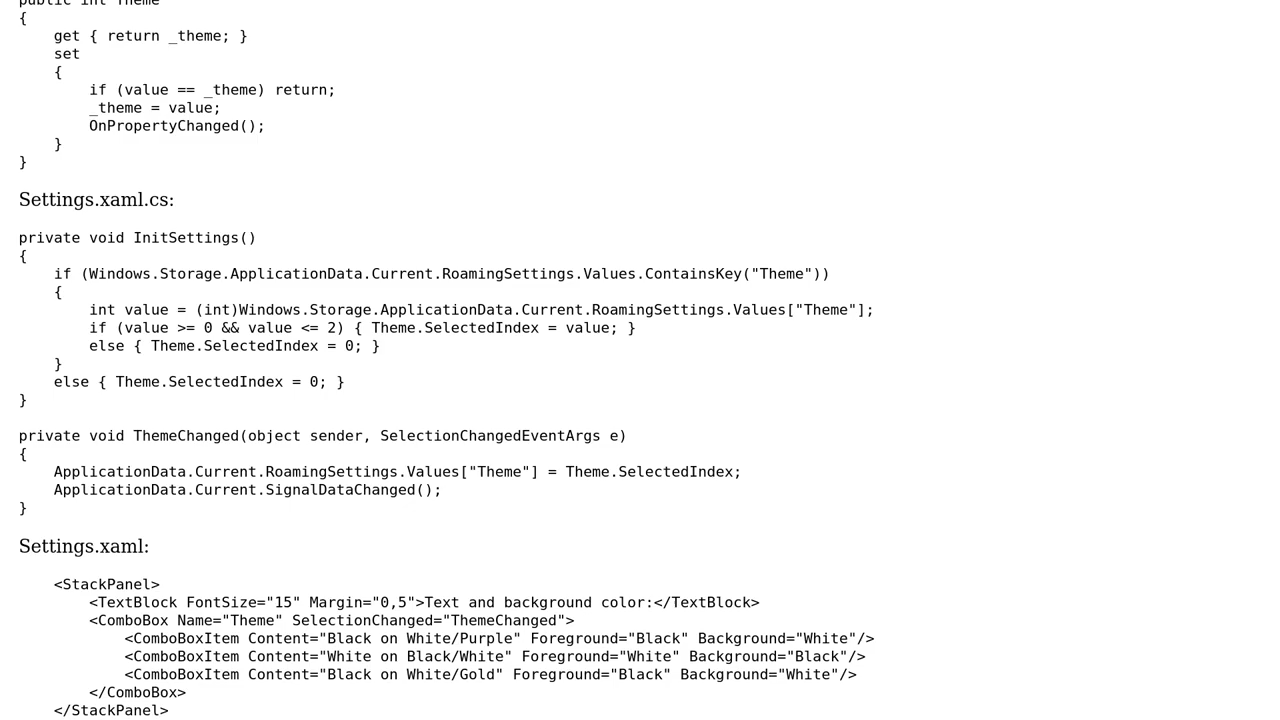 public int Theme
{
    get { return _theme; }
    set
    {
        if (value == _theme) return;
        _theme = value;
        OnPropertyChanged();
    }
}
Settings.xaml.cs:
private void InitSettings()
{
    if (Windows.Storage.ApplicationData.Current.RoamingSettings.Values.ContainsKey("Theme"))
    {
        int value = (int)Windows.Storage.ApplicationData.Current.RoamingSettings.Values["Theme"];
        if (value >= 0 && value <= 2) { Theme.SelectedIndex = value; }
        else { Theme.SelectedIndex = 0; }
    }
    else { Theme.SelectedIndex = 0; }
}
private void ThemeChanged(object sender, SelectionChangedEventArgs e)
{
    ApplicationData.Current.RoamingSettings.Values["Theme"] = Theme.SelectedIndex;
    ApplicationData.Current.SignalDataChanged();
}
Settings.xaml:
    <StackPanel>
        <TextBlock FontSize="15" Margin="0,5">Text and background color:</TextBlock>
        <ComboBox Name="Theme" SelectionChanged="ThemeChanged">
            <ComboBoxItem Content="Black on White/Purple" Foreground="Black" Background="White"/>
            <ComboBoxItem Content="White on Black/White" Foreground="White" Background="Black"/>
            <ComboBoxItem Content="Black on White/Gold" Foreground="Black" Background="White"/>
        </ComboBox>
    </StackPanel>